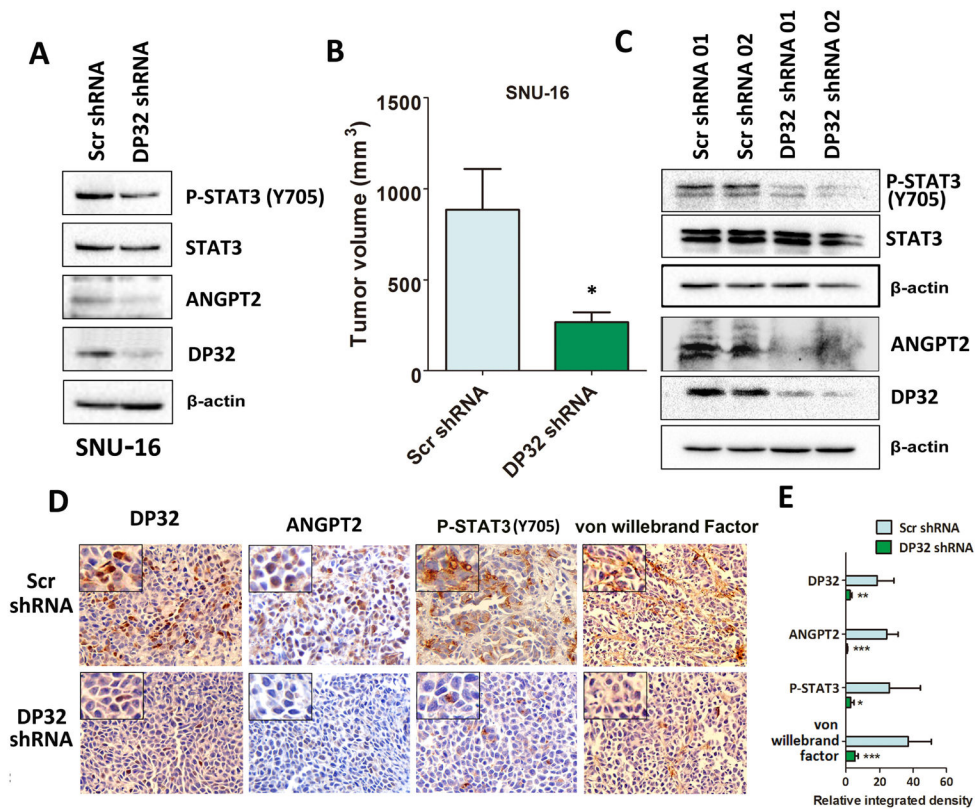 A
Scr shRNA
DP32 shRNA
P-STAT3 (Y705)
STAT3
ANGPT2
DP32
β-actin
SNU-16
B
SNU-16
Tumor volume (mm³)
1500
1000
500
0
*
Scr shRNA
DP32 shRNA
C
Scr shRNA 01
Scr shRNA 02
DP32 shRNA 01
DP32 shRNA 02
P-STAT3
(Y705)
STAT3
β-actin
ANGPT2
DP32
β-actin
D
DP32
ANGPT2
P-STAT3(Y705)
von willebrand Factor
Scr
shRNA
DP32
shRNA
E
Scr shRNA
DP32 shRNA
DP32
**
ANGPT2
***
P-STAT3
*
von
willebrand
factor
***
0 20 40 60
Relative integrated density